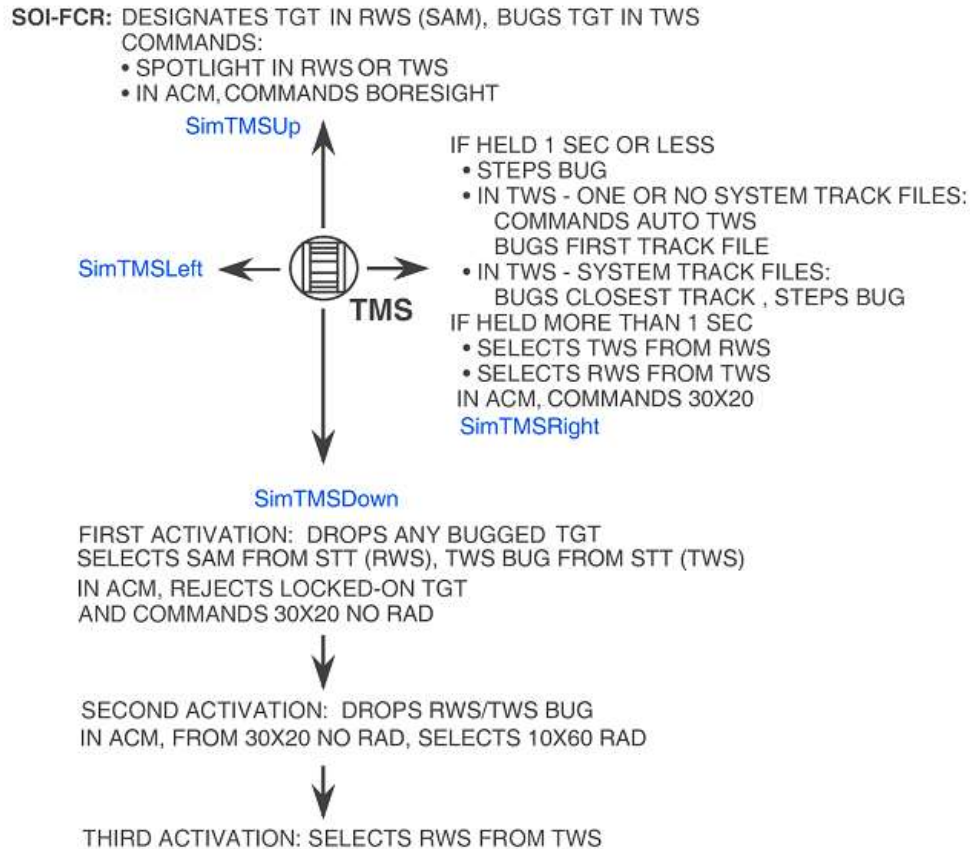 SOI-FCR: DESIGNATES TGT IN RWS (SAM), BUGS TGT IN TWS
COMMANDS:
• SPOTLIGHT IN RWS OR TWS
• IN ACM, COMMANDS BORESIGHT
SimTMSUp
IF HELD 1 SEC OR LESS
• STEPS BUG
• IN TWS - ONE OR NO SYSTEM TRACK FILES:
COMMANDS AUTO TWS
BUGS FIRST TRACK FILE
• IN TWS - SYSTEM TRACK FILES:
BUGS CLOSEST TRACK , STEPS BUG
IF HELD MORE THAN 1 SEC
• SELECTS TWS FROM RWS
• SELECTS RWS FROM TWS
IN ACM, COMMANDS 30X20
SimTMSRight
SimTMSLeft
TMS
SimTMSDown
FIRST ACTIVATION: DROPS ANY BUGGED TGT
SELECTS SAM FROM STT (RWS), TWS BUG FROM STT (TWS)
IN ACM, REJECTS LOCKED-ON TGT
AND COMMANDS 30X20 NO RAD
SECOND ACTIVATION: DROPS RWS/TWS BUG
IN ACM, FROM 30X20 NO RAD, SELECTS 10X60 RAD
THIRD ACTIVATION: SELECTS RWS FROM TWS